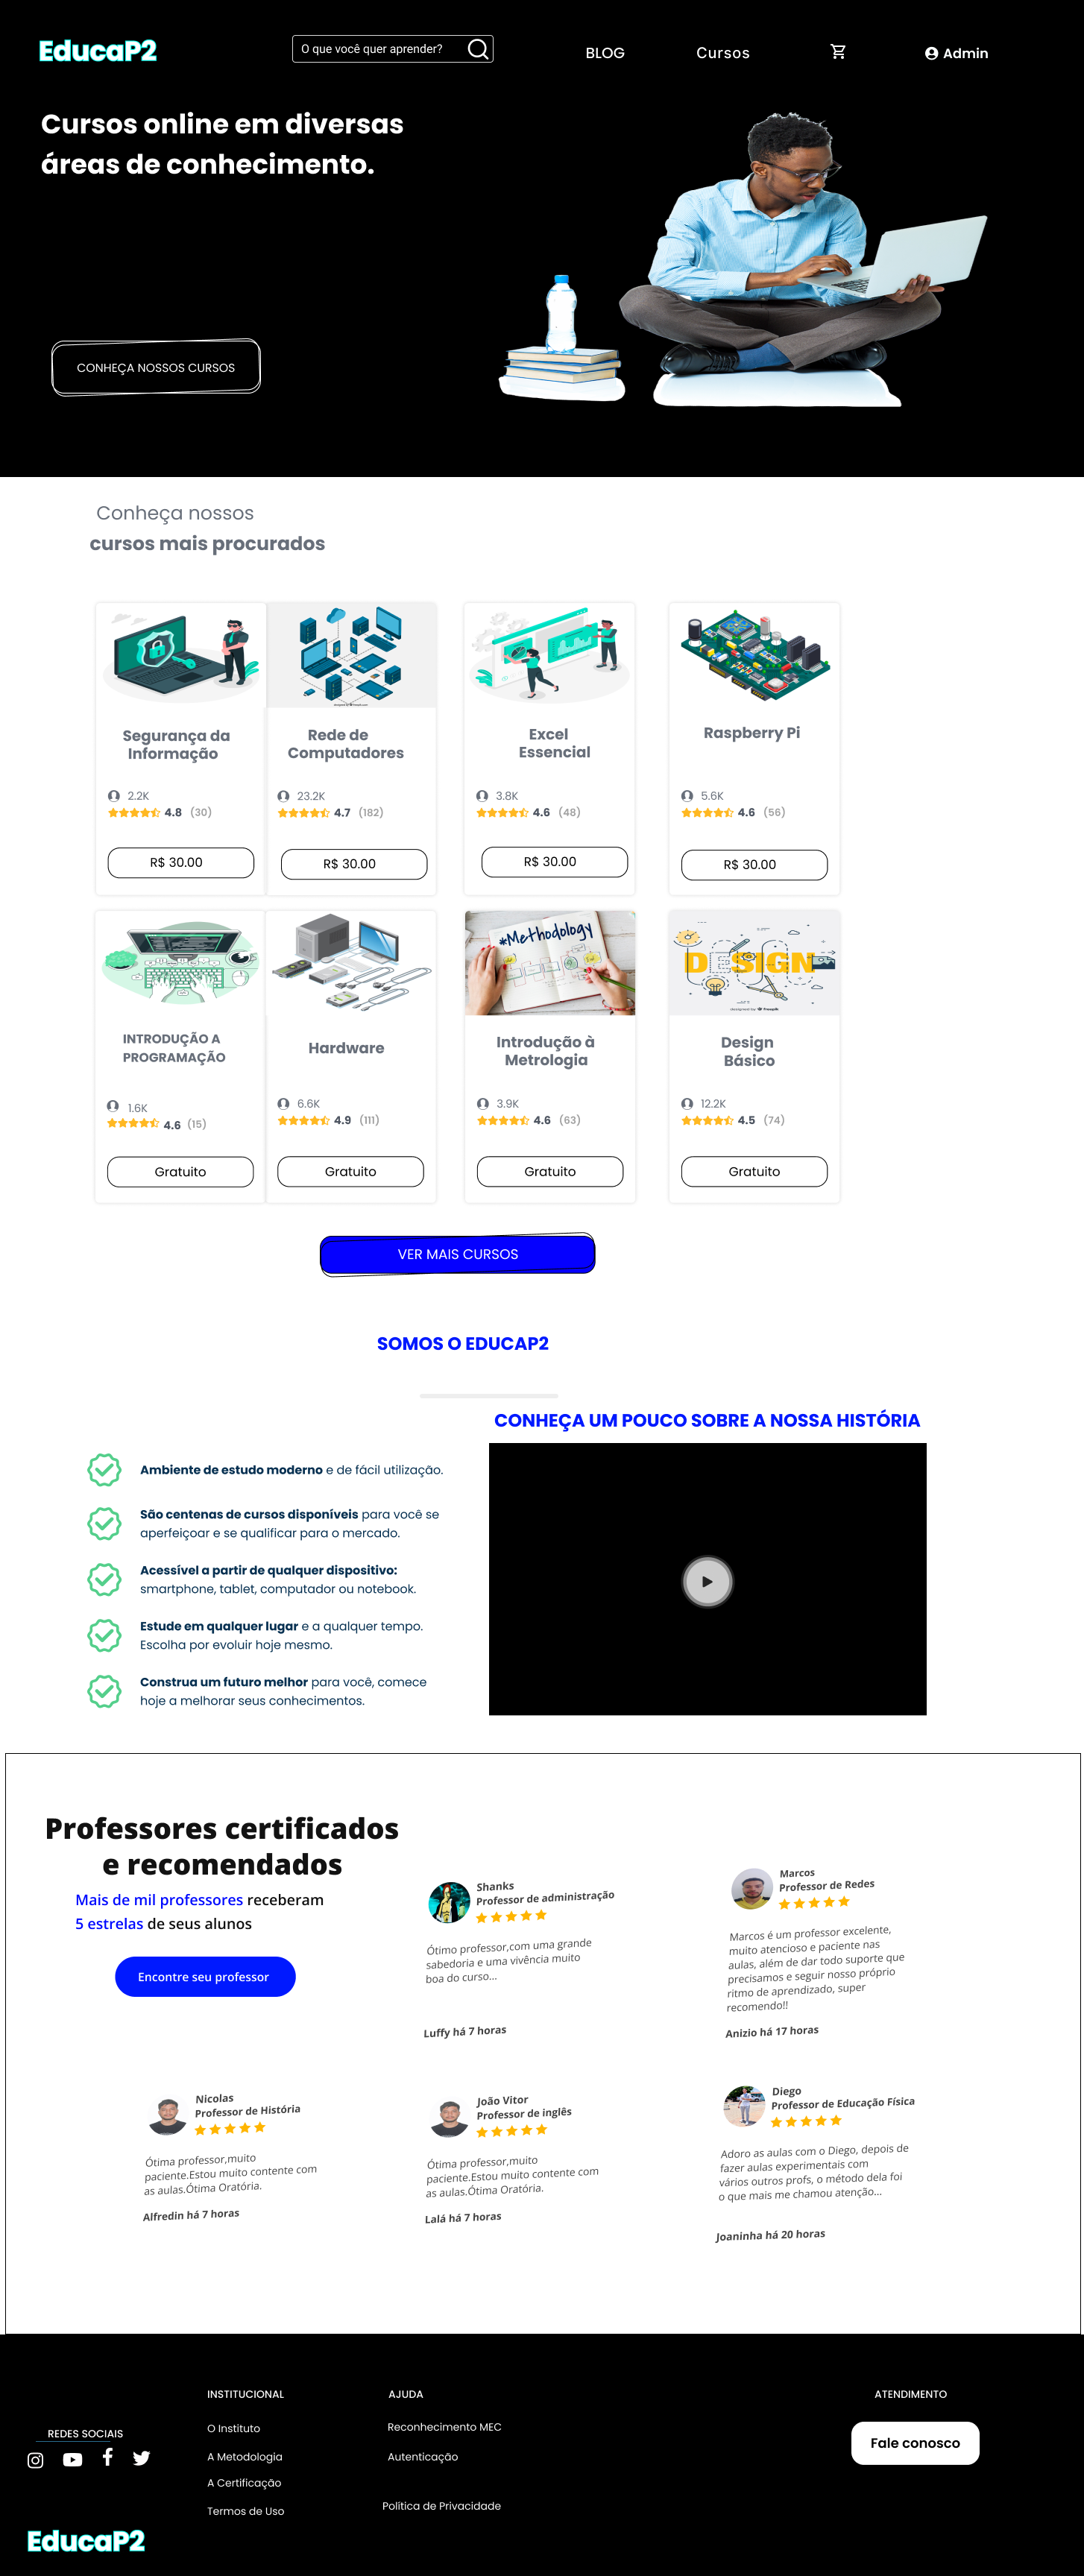 EducaP2
O que você quer aprender?
BLOG
Cursos
Admin
Cursos online em diversas
áreas de conhecimento.
CONHEÇA NOSSOS CURSOS
Conheça nossos
cursos mais procurados
Segurança da
Informação
2.2K
4.8 (30)
R$ 30.00
Rede de
Computadores
23.2K
4.7 (182)
R$ 30.00
Excel
Essencial
3.8K
4.6 (48)
R$ 30.00
Raspberry Pi
5.6K
4.6 (56)
R$ 30.00
INTRODUÇÃO A
PROGRAMAÇÃO
1.6K
4.6 (15)
Gratuito
Hardware
6.6K
4.9 (111)
Gratuito
*Methodology
Introdução à
Metrologia
3.9K
4.6 (63)
Gratuito
DESIGN
designed by freepik
Design
Básico
12.2K
4.5 (74)
Gratuito
VER MAIS CURSOS
SOMOS O EDUCAP2
CONHEÇA UM POUCO SOBRE A NOSSA HISTÓRIA
Ambiente de estudo moderno e de fácil utilização.
São centenas de cursos disponíveis para você se
aperfeiçoar e se qualificar para o mercado.
Acessível a partir de qualquer dispositivo:
smartphone, tablet, computador ou notebook.
Estude em qualquer lugar e a qualquer tempo.
Escolha por evoluir hoje mesmo.
Construa um futuro melhor para você, comece
hoje a melhorar seus conhecimentos.
Professores certificados
e recomendados
Mais de mil professores receberam
5 estrelas de seus alunos
Encontre seu professor
Shanks
Professor de administração
Ótimo professor,com uma grande
sabedoria e uma vivência muito
boa do curso...
Luffy há 7 horas
Marcos
Professor de Redes
Marcos é um professor excelente,
muito atencioso e paciente nas
aulas, além de dar todo suporte que
precisamos e seguir nosso próprio
ritmo de aprendizado, super
recomendo!!
Anizio há 17 horas
Nicolas
Professor de História
Ótima professor,muito
paciente.Estou muito contente com
as aulas.Ótima Oratória.
Alfredin há 7 horas
João Vitor
Professor de inglês
Ótima professor,muito
paciente.Estou muito contente com
as aulas.Ótima Oratória.
Lalá há 7 horas
Diego
Professor de Educação Física
Adoro as aulas com o Diego, depois de
fazer aulas experimentais com
vários outros profs, o método dela foi
o que mais me chamou atenção...
Joaninha há 20 horas
REDES SOCIAIS
EducaP2
INSTITUCIONAL
O Instituto
A Metodologia
A Certificação
Termos de Uso
AJUDA
Reconhecimento MEC
Autenticação
Política de Privacidade
ATENDIMENTO
Fale conosco